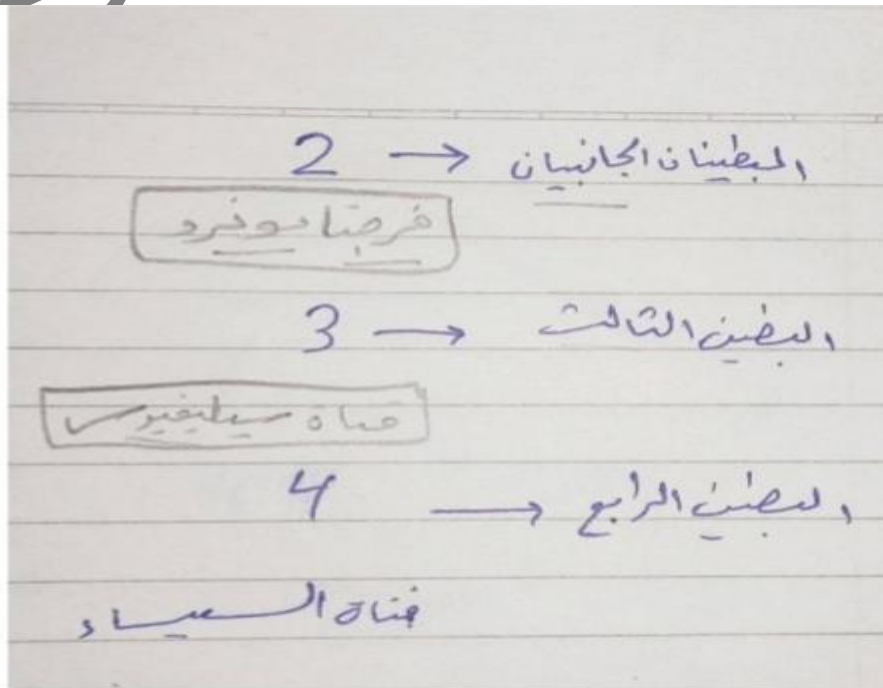 البطينان الجانبيان → 2
فرجتا مونرو
البطين الثالث → 3
قناة سيلفيوس
البطين الرابع → 4
قناة السيساء